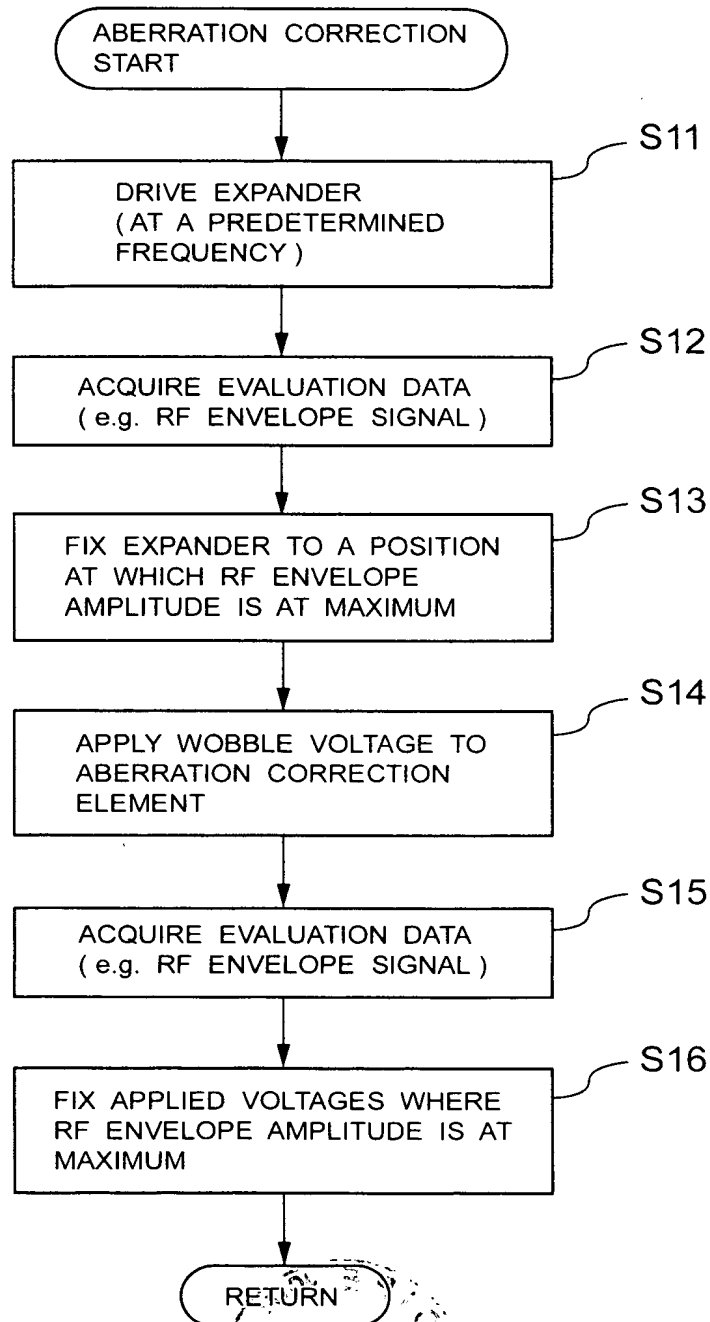 ABERRATION CORRECTION
START
S11
DRIVE EXPANDER
( AT A PREDETERMINED
FREQUENCY )
S12
ACQUIRE EVALUATION DATA
( e.g. RF ENVELOPE SIGNAL )
S13
FIX EXPANDER TO A POSITION
AT WHICH RF ENVELOPE
AMPLITUDE IS AT MAXIMUM
S14
APPLY WOBBLE VOLTAGE TO
ABERRATION CORRECTION
ELEMENT
S15
ACQUIRE EVALUATION DATA
( e.g. RF ENVELOPE SIGNAL )
S16
FIX APPLIED VOLTAGES WHERE
RF ENVELOPE AMPLITUDE IS AT
MAXIMUM
RETURN